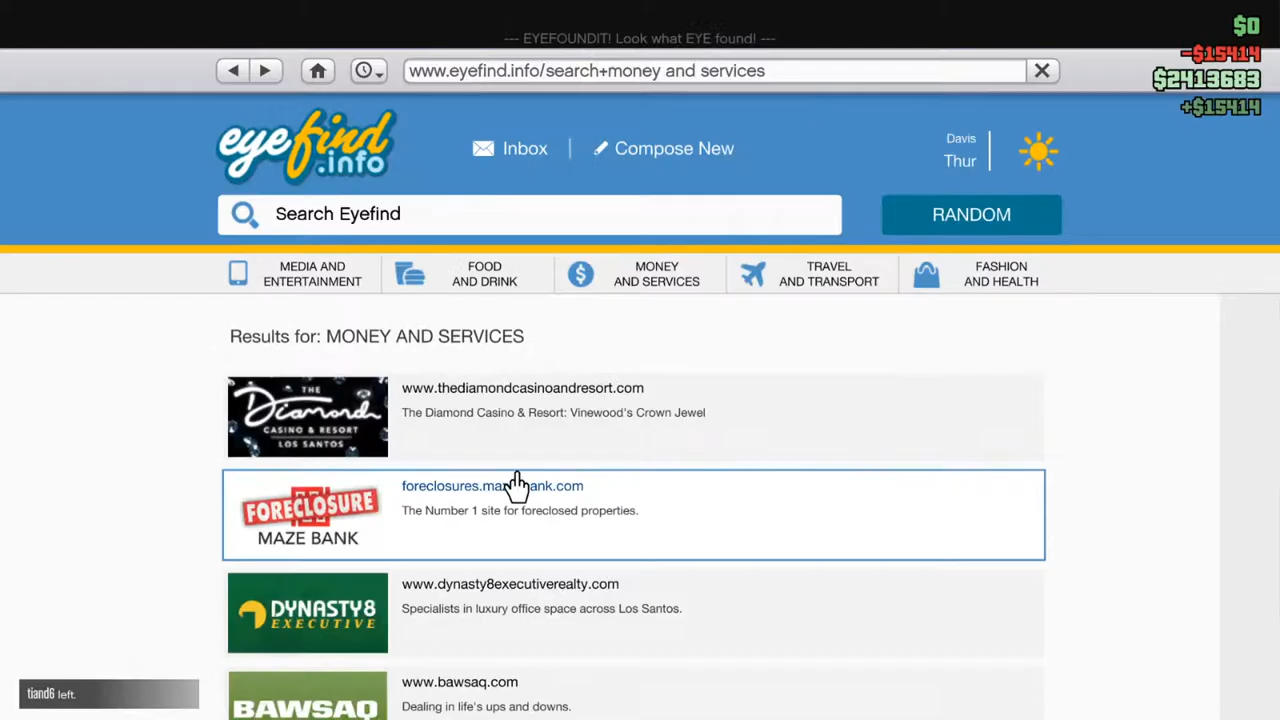 --- EYEFOUNDIT! Look what EYE found! ---
$0
-$15414
$2413683
+$15414
www.eyefind.info/search+money and services
eyefind
.info
Inbox
Compose New
Davis
Thur
Search Eyefind
RANDOM
MEDIA AND
ENTERTAINMENT
FOOD
AND DRINK
MONEY
AND SERVICES
TRAVEL
AND TRANSPORT
FASHION
AND HEALTH
Results for: MONEY AND SERVICES
THE
Diamond
CASINO & RESORT
LOS SANTOS
www.thediamondcasinoandresort.com
The Diamond Casino & Resort: Vinewood's Crown Jewel
FORECLOSURE
MAZE BANK
foreclosures.mazebank.com
The Number 1 site for foreclosed properties.
DYNASTY8
EXECUTIVE
www.dynasty8executiverealty.com
Specialists in luxury office space across Los Santos.
BAWSAQ
www.bawsaq.com
Dealing in life's ups and downs.
tiand6 left.